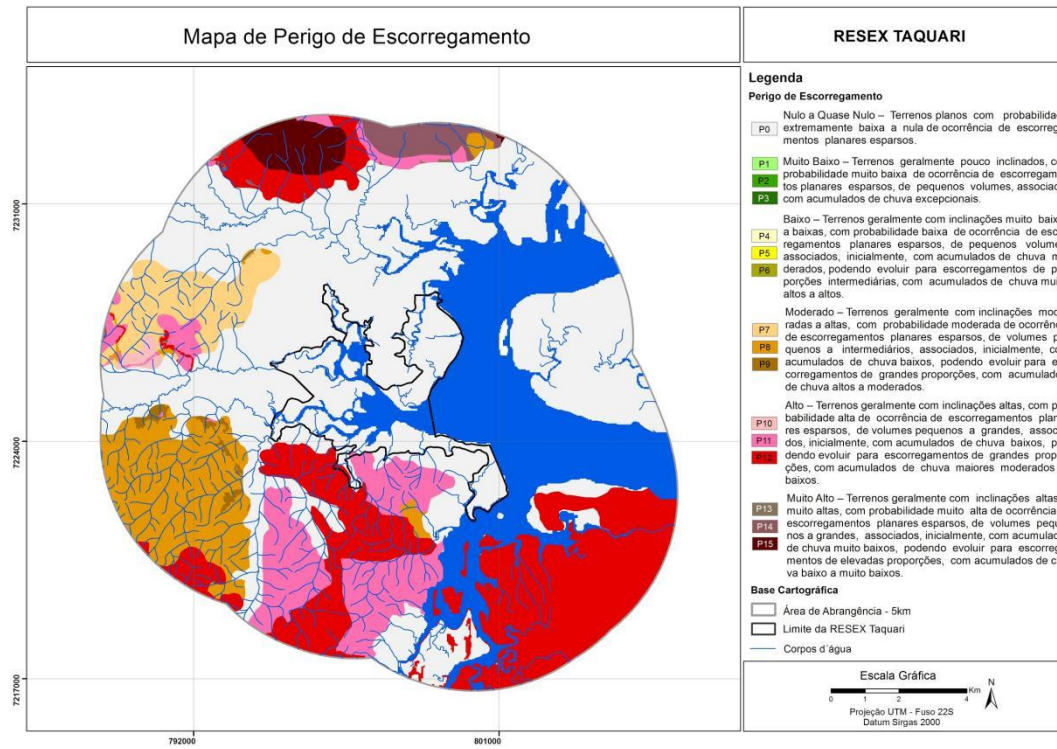 Mapa de Perigo de Escorregamento
RESEX TAQUARI
Legenda
Perigo de Escorregamento
P0
Nulo a Quase Nulo – Terrenos planos com probabilidad
extremamente baixa a nula de ocorrência de escorreg
mentos planares esparsos.
P1
P2
P3
Muito Baixo – Terrenos geralmente pouco inclinados, c
probabilidade muito baixa de ocorrência de escorregam
tos planares esparsos, de pequenos volumes, associad
com acumulados de chuva excepcionais.
P4
P5
P6
Baixo – Terrenos geralmente com inclinações muito baix
a baixas, com probabilidade baixa de ocorrência de esc
regamentos planares esparsos, de pequenos volumes
associados, inicialmente, com acumulados de chuva m
derados, podendo evoluir para escorregamentos de p
porções intermediárias, com acumulados de chuva mui
altos a altos.
P7
P8
P9
Moderado – Terrenos geralmente com inclinações mod
radas a altas, com probabilidade moderada de ocorrênc
de escorregamentos planares esparsos, de volumes p
quenos a intermediários, associados, inicialmente, c
acumulados de chuva baixos, podendo evoluir para e
corregamentos de grandes proporções, com acumulad
de chuva altos a moderados.
P10
P11
P12
Alto – Terrenos geralmente com inclinações altas, com p
babilidade alta de ocorrência de escorregamentos plan
res esparsos, de volumes pequenos a grandes, assoc
dos, inicialmente, com acumulados de chuva baixos, p
dendo evoluir para escorregamentos de grandes prop
ções, com acumulados de chuva maiores moderados
baixos.
P13
P14
P15
Muito Alto – Terrenos geralmente com inclinações altas
muito altas, com probabilidade muito alta de ocorrência
escorregamentos planares esparsos, de volumes pequ
nos a grandes, associados, inicialmente, com acumulad
de chuva muito baixos, podendo evoluir para escorreg
mentos de elevadas proporções, com acumulados de c
va baixo a muito baixos.
Base Cartográfica
Área de Abrangência - 5km
Limite da RESEX Taquari
Corpos d´água
Escala Gráfica
0 1 2 4 Km
N
Projeção UTM - Fuso 22S
Datum Sirgas 2000
7231000
7224000
7217000
792000
801000